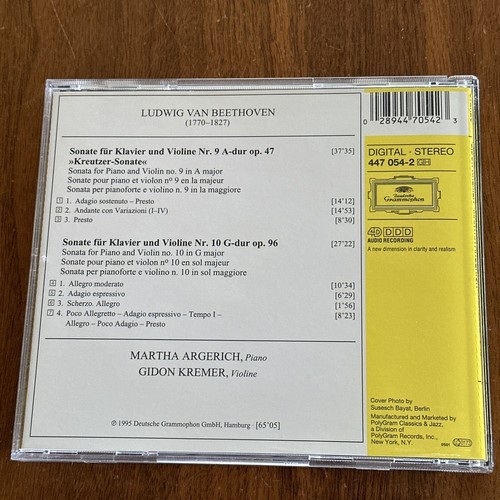 LUDWIG VAN BEETHOVEN
(1770–1827)
Sonate für Klavier und Violine Nr. 9 A-dur op. 47 [37'35]
»Kreutzer-Sonate«
Sonata for Piano and Violin no. 9 in A major
Sonate pour piano et violon nº 9 en la majeur
Sonata per pianoforte e violino n. 9 in la maggiore
1 1. Adagio sostenuto – Presto [14'12]
2 2. Andante con Variazioni (I–IV) [14'53]
3 3. Presto [8'30]
Sonate für Klavier und Violine Nr. 10 G-dur op. 96 [27'22]
Sonata for Piano and Violin no. 10 in G major
Sonate pour piano et violon nº 10 en sol majeur
Sonata per pianoforte e violino n. 10 in sol maggiore
4 1. Allegro moderato [10'34]
5 2. Adagio espressivo [6'29]
6 3. Scherzo. Allegro [1'56]
7 4. Poco Allegretto – Adagio espressivo – Tempo I – [8'23]
Allegro – Poco Adagio – Presto
MARTHA ARGERICH, Piano
GIDON KREMER, Violine
℗ 1995 Deutsche Grammophon GmbH, Hamburg · [65'05]
0 28944 70542 3
DIGITAL · STEREO
447 054-2 GH
Deutsche
Grammophon
4D DDD
AUDIO RECORDING
A new dimension in clarity and realism
Cover Photo by
Susesch Bayat, Berlin
Manufactured and Marketed by
PolyGram Classics & Jazz,
a Division of
PolyGram Records, Inc.,
New York, N.Y.
0501